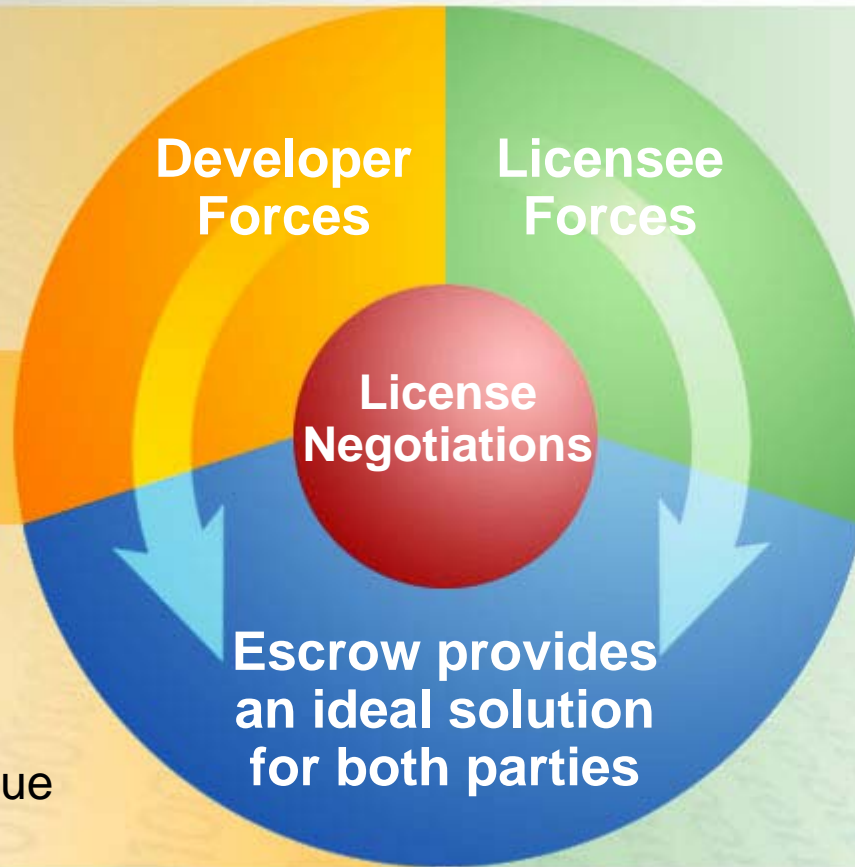 Developer
Forces
Licensee
Forces
License
Negotiations
Escrow provides
an ideal solution
for both parties
ue